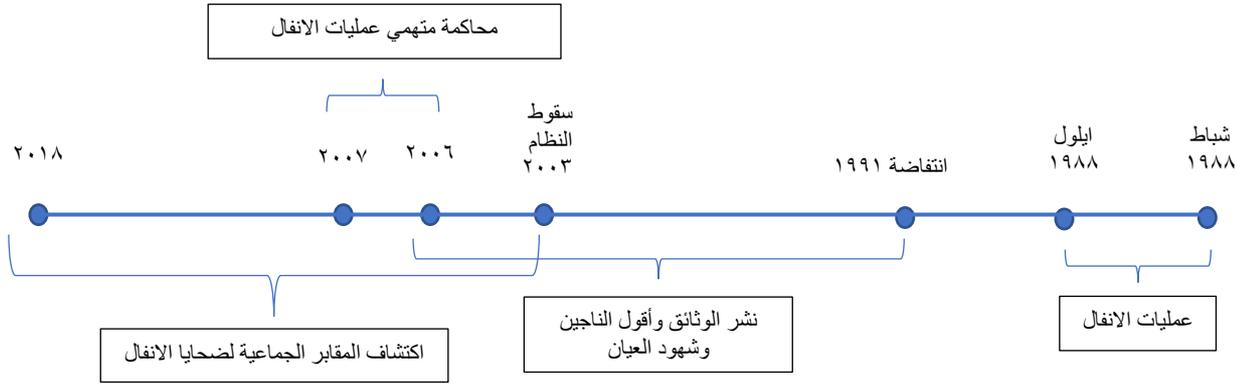 محاكمة متهمي عمليات الانفال
شباط
١٩٨٨
ايلول
١٩٨٨
انتفاضة ١٩٩١
سقوط
النظام
٢٠٠٣
٢٠٠٦
٢٠٠٧
٢٠١٨
عمليات الانفال
نشر الوثائق وأقول الناجين
وشهود العيان
اكتشاف المقابر الجماعية لضحايا الانفال